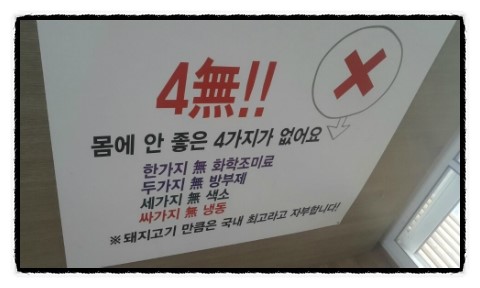 4無!!
몸에 안 좋은 4가지가 없어요
한가지 無 화학조미료
두가지 無 방부제
세가지 無 색소
싸가지 無 냉동
※ 돼지고기 만큼은 국내 최고라고 자부합니다!